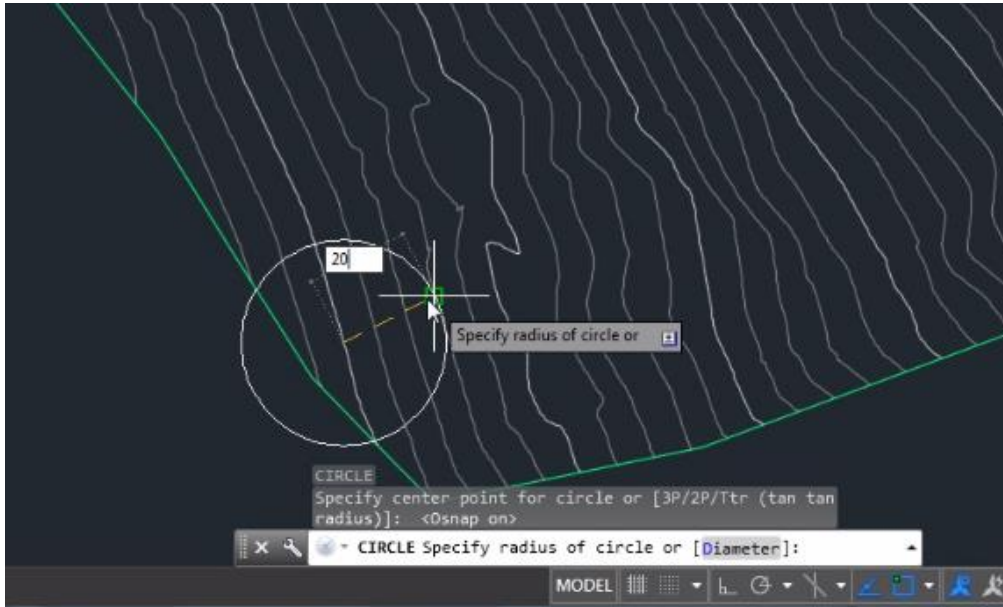 20
Specify radius of circle or
CIRCLE
Specify center point for circle or [3P/2P/Ttr (tan tan
radius)]: <Osnap on>
CIRCLE Specify radius of circle or [Diameter]:
MODEL